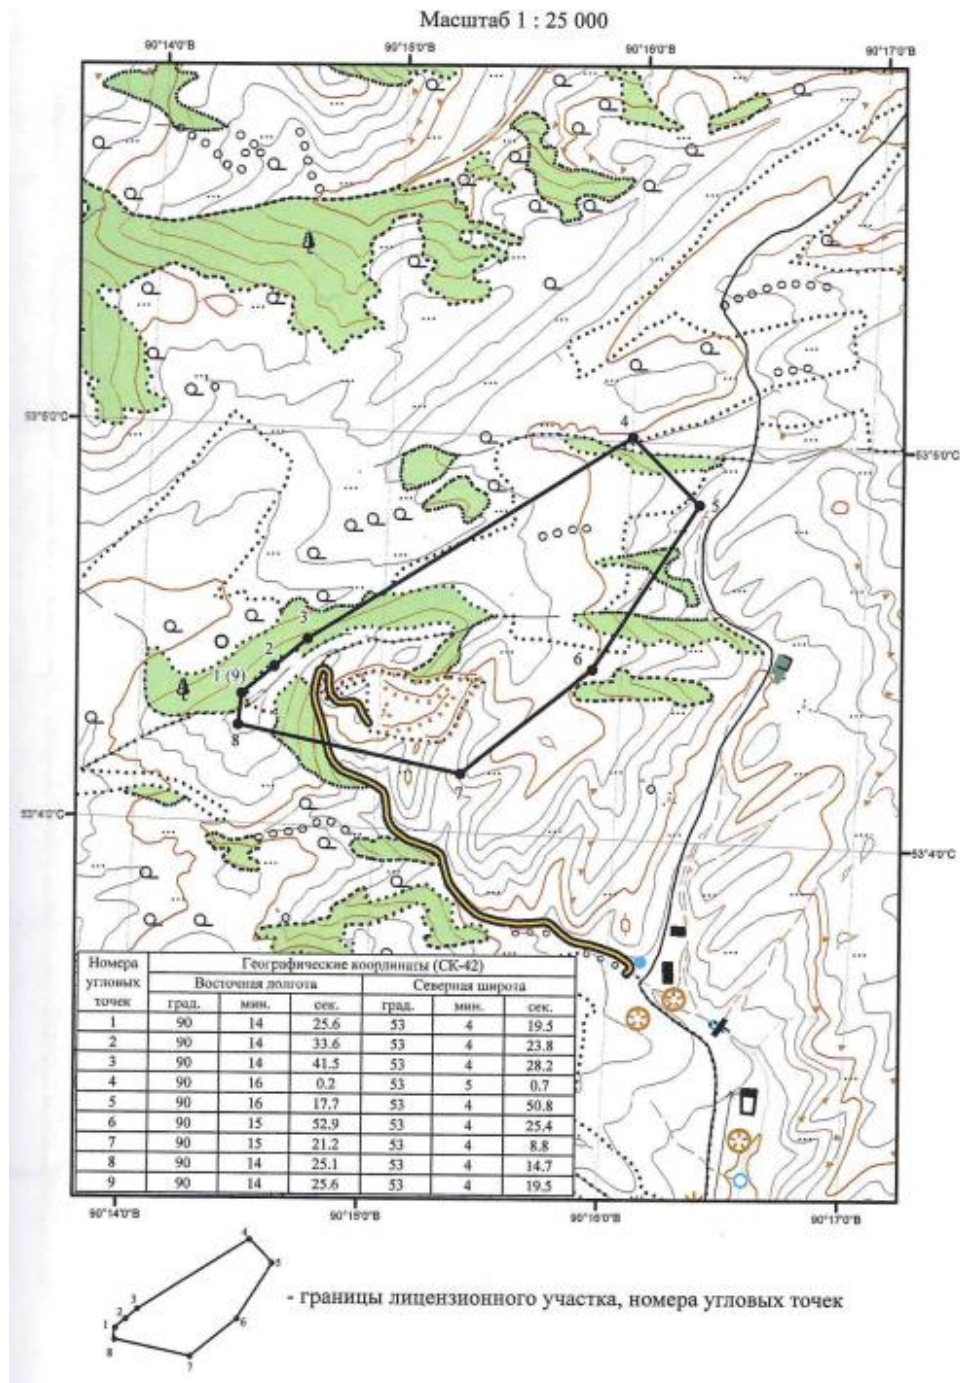 Масштаб 1 : 25 000
90°14'0"В 90°15'0"В 90°16'0"В 90°17'0"В
4
53°5'0"С
53°5'0"С
5
3
2
6
1 (9)
8
7
53°4'0"С
53°4'0"С
Номера угловых точек
Географические координаты (СК-42)
Восточная долгота Северная широта
град. мин. сек. град. мин. сек.
1 90 14 25.6 53 4 19.5
2 90 14 33.6 53 4 23.8
3 90 14 41.5 53 4 28.2
4 90 16 0.2 53 5 0.7
5 90 16 17.7 53 4 50.8
6 90 15 52.9 53 4 25.4
7 90 15 21.2 53 4 8.8
8 90 14 25.1 53 4 14.7
9 90 14 25.6 53 4 19.5
90°14'0"В 90°15'0"В 90°16'0"В 90°17'0"В
4
5
3
2
1
6
8
7
- границы лицензионного участка, номера угловых точек